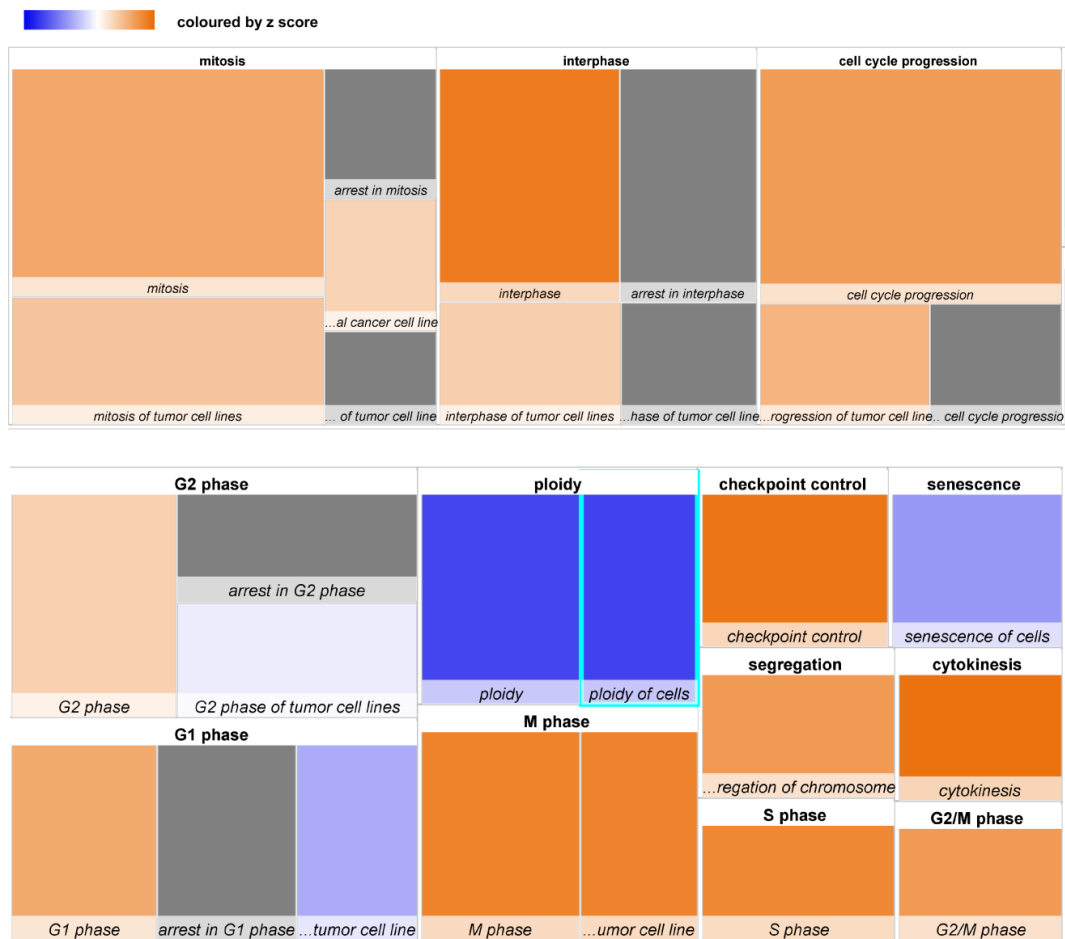 coloured by z score
mitosis
interphase
cell cycle progression
arrest in mitosis
mitosis
interphase
arrest in interphase
cell cycle progression
...al cancer cell line
mitosis of tumor cell lines
... of tumor cell line
interphase of tumor cell lines
...hase of tumor cell line
...rogression of tumor cell line
.. cell cycle progressio
G2 phase
ploidy
checkpoint control
senescence
arrest in G2 phase
checkpoint control
senescence of cells
segregation
cytokinesis
G2 phase
G2 phase of tumor cell lines
ploidy
ploidy of cells
G1 phase
M phase
...regation of chromosome
cytokinesis
S phase
G2/M phase
G1 phase
arrest in G1 phase
...tumor cell line
M phase
...umor cell line
S phase
G2/M phase